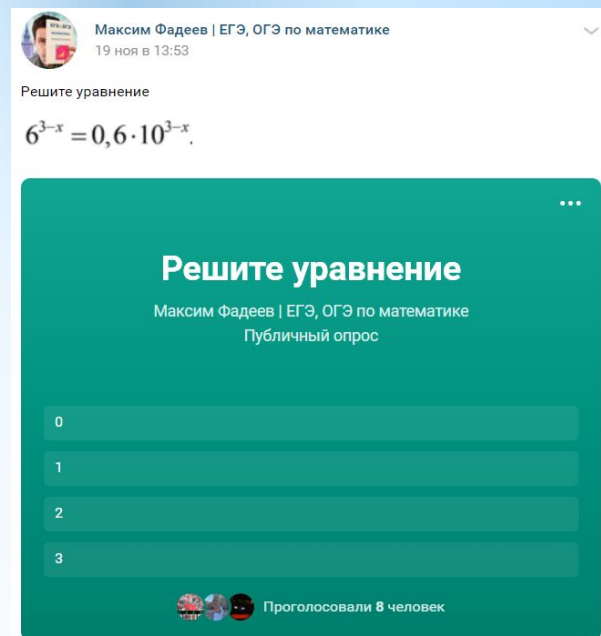 Максим Фадеев | ЕГЭ, ОГЭ по математике
19 ноя в 13:53
Решите уравнение
6^{3-x} = 0,6·10^{3-x}.
Решите уравнение
Максим Фадеев | ЕГЭ, ОГЭ по математике
Публичный опрос
0
1
2
3
Проголосовали 8 человек